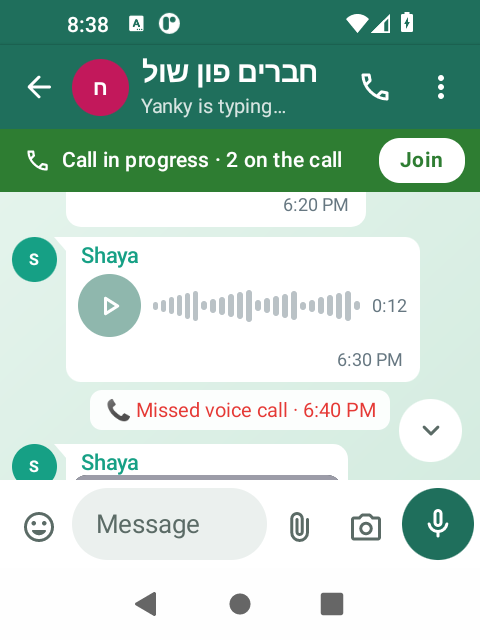 8:38
A
חברים פון שול
ח
Yanky is typing…
Call in progress · 2 on the call
Join
6:20 PM
S
Shaya
0:12
6:30 PM
Missed voice call · 6:40 PM
S
Shaya
Message